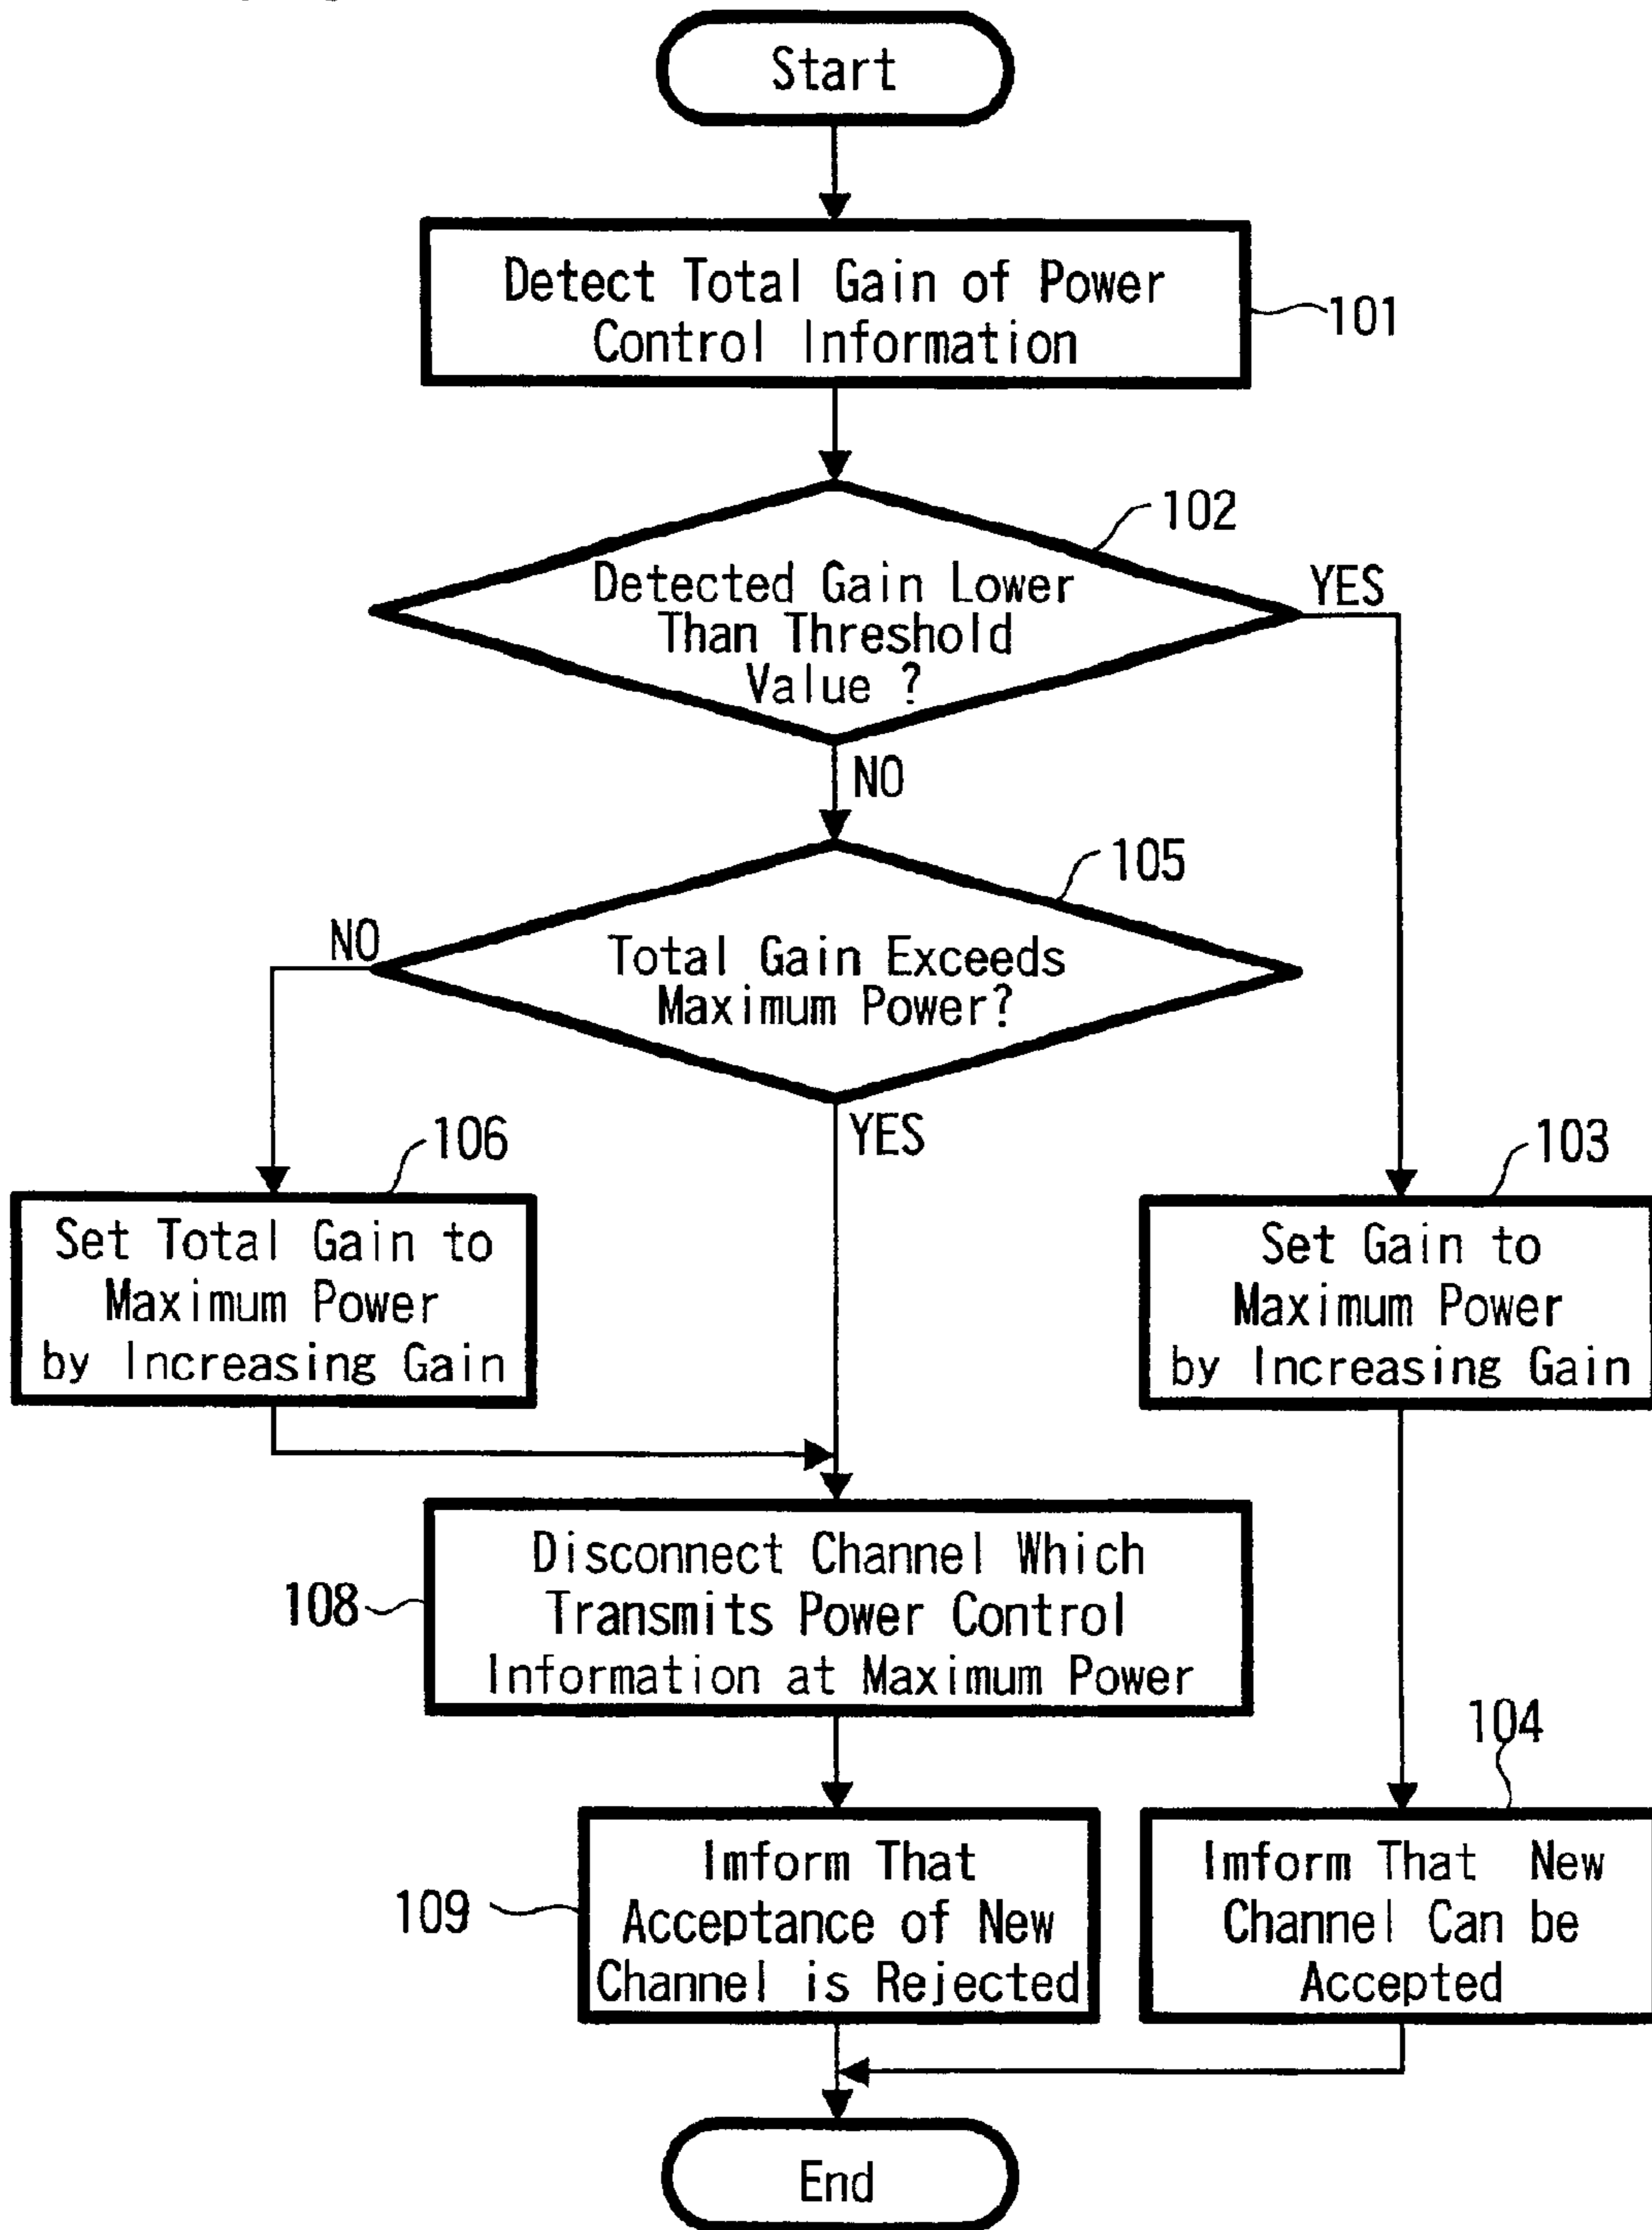 Start
Detect Total Gain of Power
Control Information
101
102
Detected Gain Lower
Than Threshold
Value ?
YES
NO
105
NO
Total Gain Exceeds
Maximum Power?
YES
106
Set Total Gain to
Maximum Power
by Increasing Gain
103
Set Gain to
Maximum Power
by Increasing Gain
108
Disconnect Channel Which
Transmits Power Control
Information at Maximum Power
104
109
Imform That
Acceptance of New
Channel is Rejected
Imform That New
Channel Can be
Accepted
End